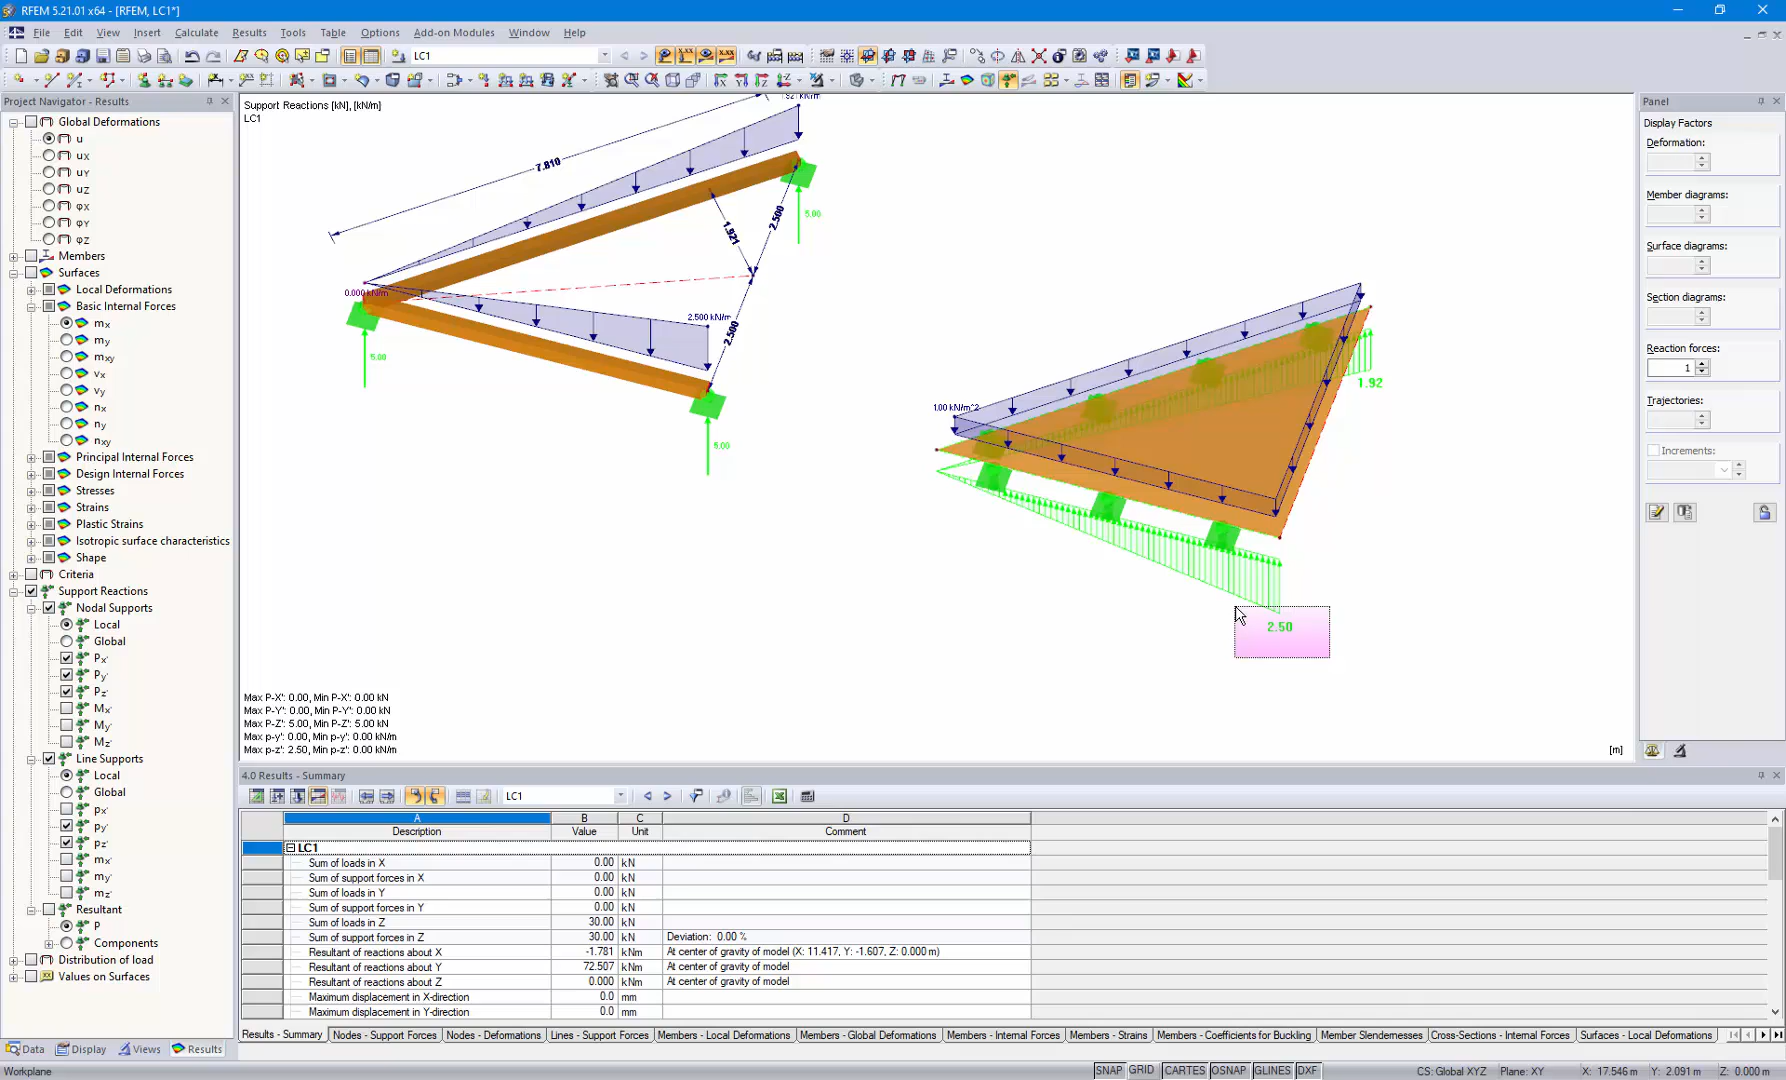 RFEM 5.21.01 x64 - [RFEM, LC1*]
File Model Edit View Insert Calculate Results Tools Table Options Add-on Modules Window Help
LC1
Project Navigator - Results
Global Deformations
u
uX
uY
uZ
φX
φY
φZ
Members
Surfaces
Local Deformations
Basic Internal Forces
mx
my
mxy
vx
vy
nx
ny
nxy
Principal Internal Forces
Design Internal Forces
Stresses
Strains
Plastic Strains
Isotropic surface characteristics
Shape
Criteria
Support Reactions
Nodal Supports
Local
Global
Px'
Py'
Pz'
Mx'
My'
Mz'
Line Supports
Local
Global
px'
py'
pz'
mx'
my'
mz'
Resultant
P
Components
Distribution of load
Values on Surfaces
Data Display Views Results
Workplane
Support Reactions [kN], [kN/m]
LC1
1.921 kN/m
7.810
2.500
5.00
1.921
0.000 kN/m
2.500 kN/m
2.500
5.00
5.00
1.00 kN/m^2
1.92
2.50
Max P-X': 0.00, Min P-X': 0.00 kN
Max P-Y': 0.00, Min P-Y': 0.00 kN
Max P-Z': 5.00, Min P-Z': 5.00 kN
Max p-y': 0.00, Min p-y': 0.00 kN/m
Max p-z': 2.50, Min p-z': 0.00 kN/m
[m]
Panel
Display Factors
Deformation:
Member diagrams:
Surface diagrams:
Section diagrams:
Reaction forces:
1
Trajectories:
Increments:
4.0 Results - Summary
LC1
A B C D
Description Value Unit Comment
LC1
Sum of loads in X 0.00 kN
Sum of support forces in X 0.00 kN
Sum of loads in Y 0.00 kN
Sum of support forces in Y 0.00 kN
Sum of loads in Z 30.00 kN
Sum of support forces in Z 30.00 kN Deviation: 0.00 %
Resultant of reactions about X -1.781 kNm At center of gravity of model (X: 11.417, Y: -1.607, Z: 0.000 m)
Resultant of reactions about Y 72.507 kNm At center of gravity of model
Resultant of reactions about Z 0.000 kNm At center of gravity of model
Maximum displacement in X-direction 0.0 mm
Maximum displacement in Y-direction 0.0 mm
Results - Summary Nodes - Support Forces Nodes - Deformations Lines - Support Forces Members - Local Deformations Members - Global Deformations Members - Internal Forces Members - Strains Members - Coefficients for Buckling Member Slendernesses Cross-Sections - Internal Forces Surfaces - Local Deformations
SNAP GRID CARTES OSNAP GLINES DXF CS: Global XYZ Plane: XY X: 17.546 m Y: 2.091 m Z: 0.000 m